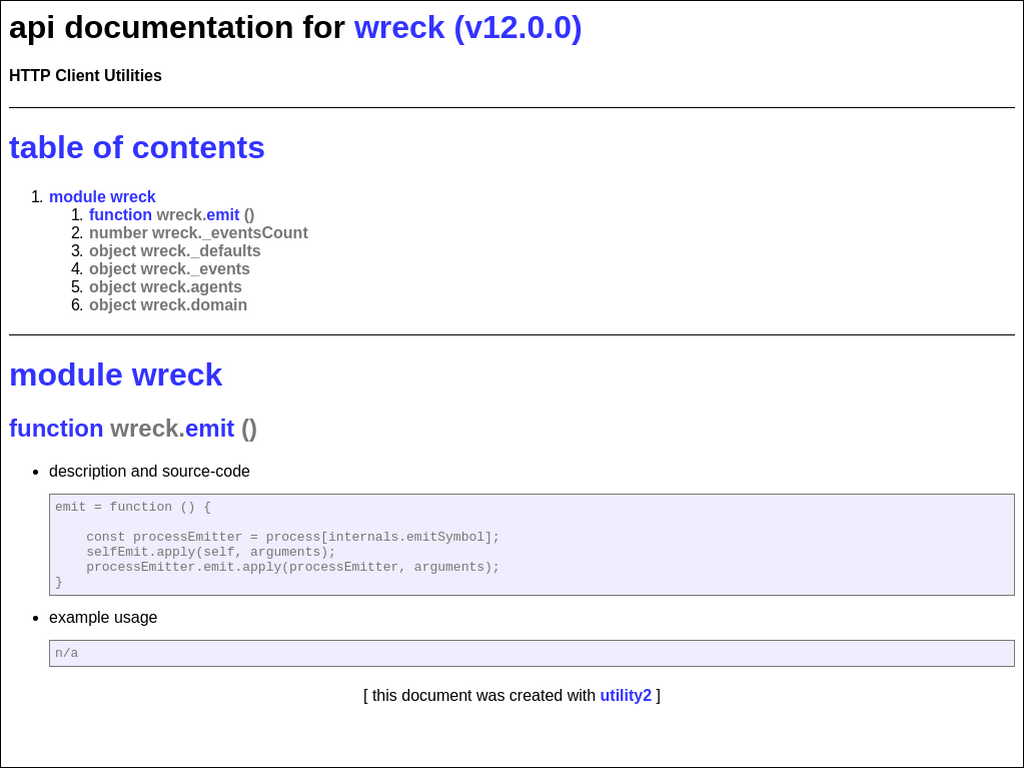 api documentation for wreck (v12.0.0)
HTTP Client Utilities
table of contents
1. module wreck
1. function wreck.emit ()
2. number wreck._eventsCount
3. object wreck._defaults
4. object wreck._events
5. object wreck.agents
6. object wreck.domain
module wreck
function wreck.emit ()
• description and source-code
emit = function () {
    const processEmitter = process[internals.emitSymbol];
    selfEmit.apply(self, arguments);
    processEmitter.emit.apply(processEmitter, arguments);
}
• example usage
n/a
[ this document was created with utility2 ]